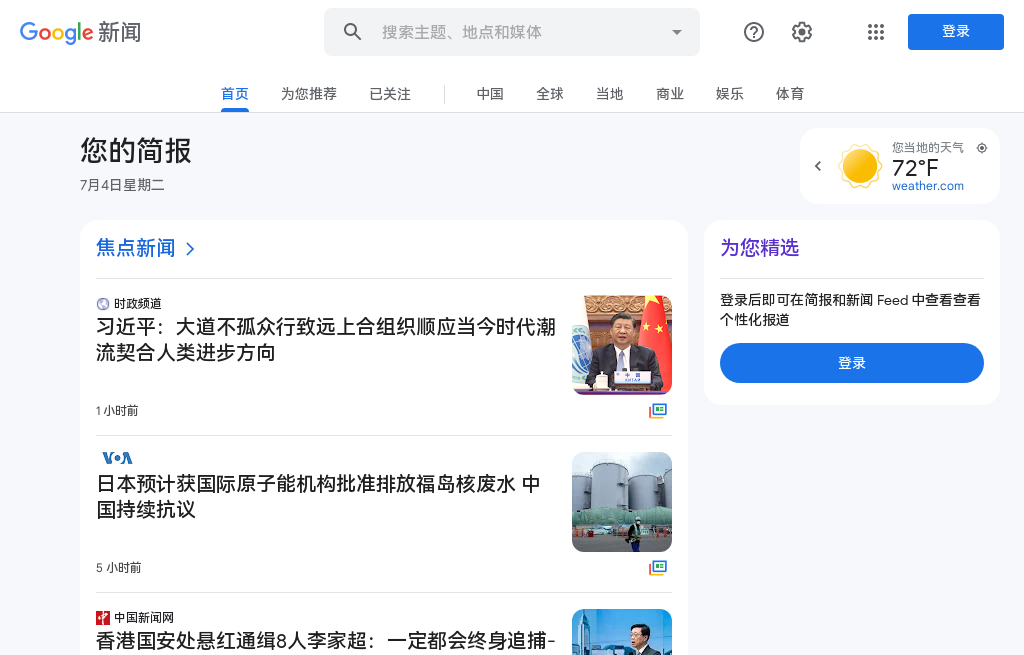 Google 新闻
搜索主题、地点和媒体
登录
首页
为您推荐
已关注
中国
全球
当地
商业
娱乐
体育
您的简报
7月4日星期二
您当地的天气
72°F
weather.com
焦点新闻
时政频道
习近平：大道不孤众行致远上合组织顺应当今时代潮
流契合人类进步方向
1 小时前
VOA
日本预计获国际原子能机构批准排放福岛核废水 中
国持续抗议
5 小时前
中国新闻网
香港国安处悬红通缉8人李家超：一定都会终身追捕-
为您精选
登录后即可在简报和新闻 Feed 中查看查看
个性化报道
登录